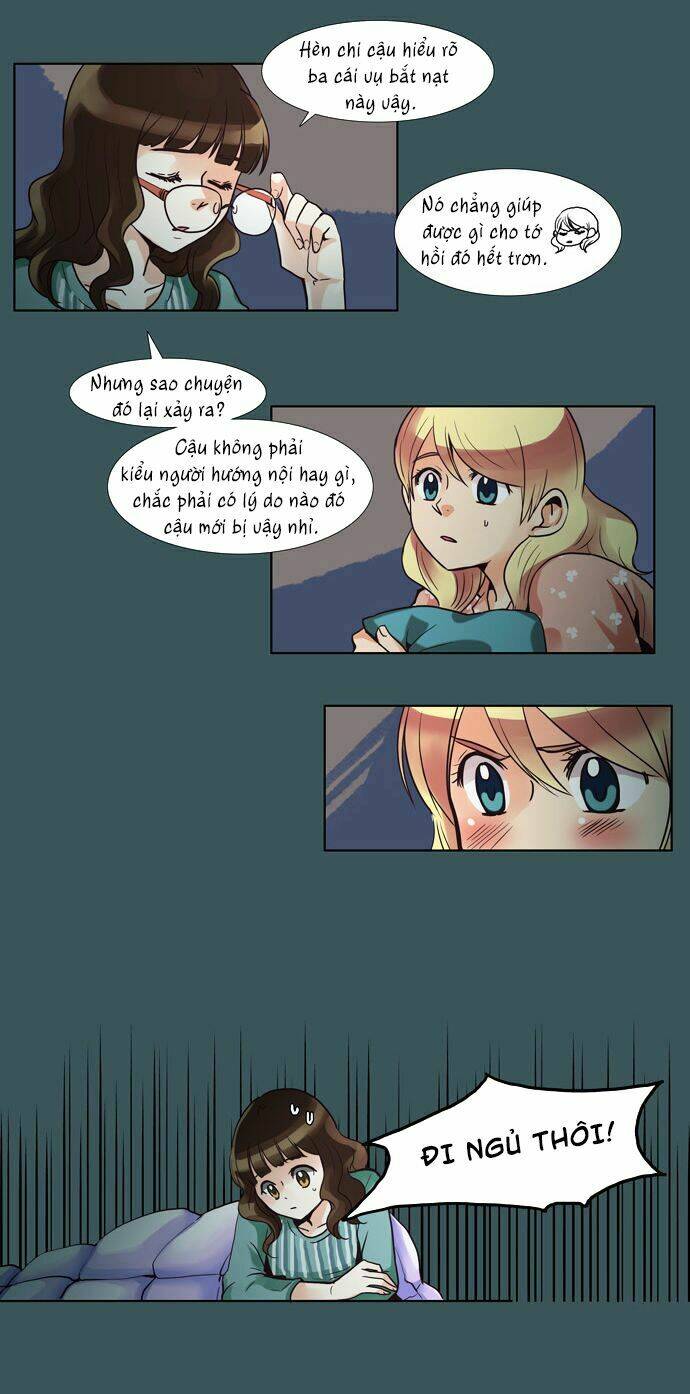 Hèn chi cậu hiểu rõ
ba cái vụ bắt nạt
này vậy.
Nó chẳng giúp
được gì cho tớ
hồi đó hết trơn.
Nhưng sao chuyện
đó lại xảy ra?
Cậu không phải
kiểu người hướng nội hay gì,
chắc phải có lý do nào đó
cậu mới bị vậy nhỉ.
ĐI NGỦ THÔI!